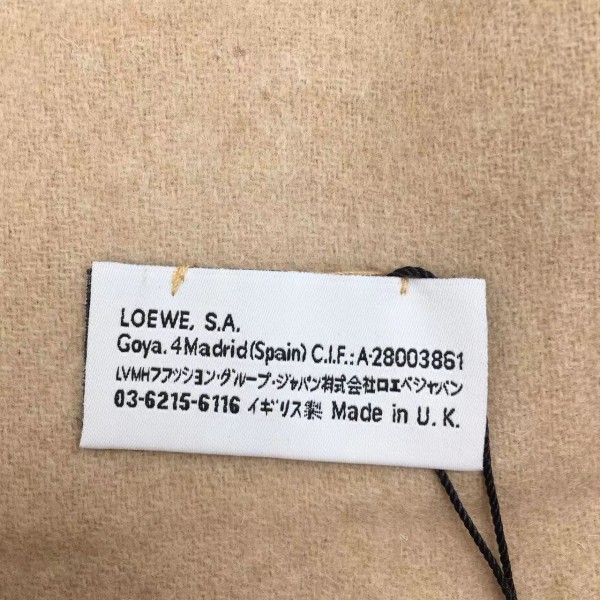 LOEWE, S.A.
Goya. 4 Madrid (Spain) C.I.F.: A-28003861
LVMHファッション・グループ・ジャパン株式会社ロエベジャパン
03-6215-6116 イギリス製 Made in U.K.